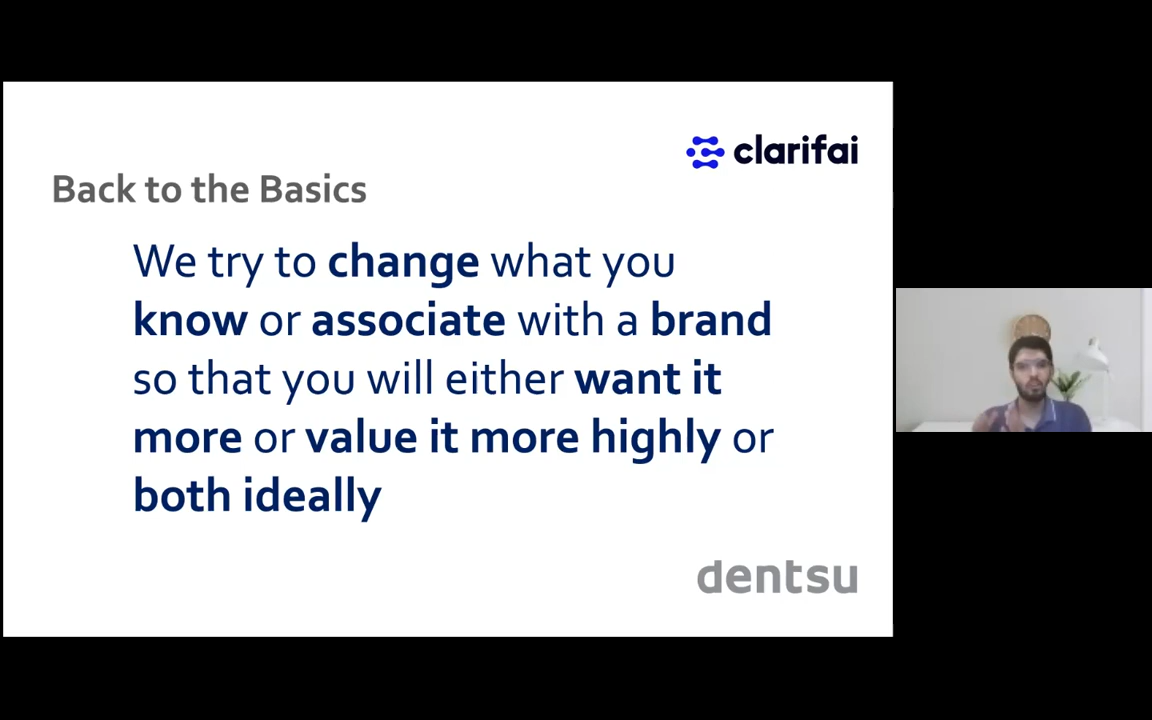 clarifai
Back to the Basics
We try to change what you
know or associate with a brand
so that you will either want it
more or value it more highly or
both ideally
dentsu